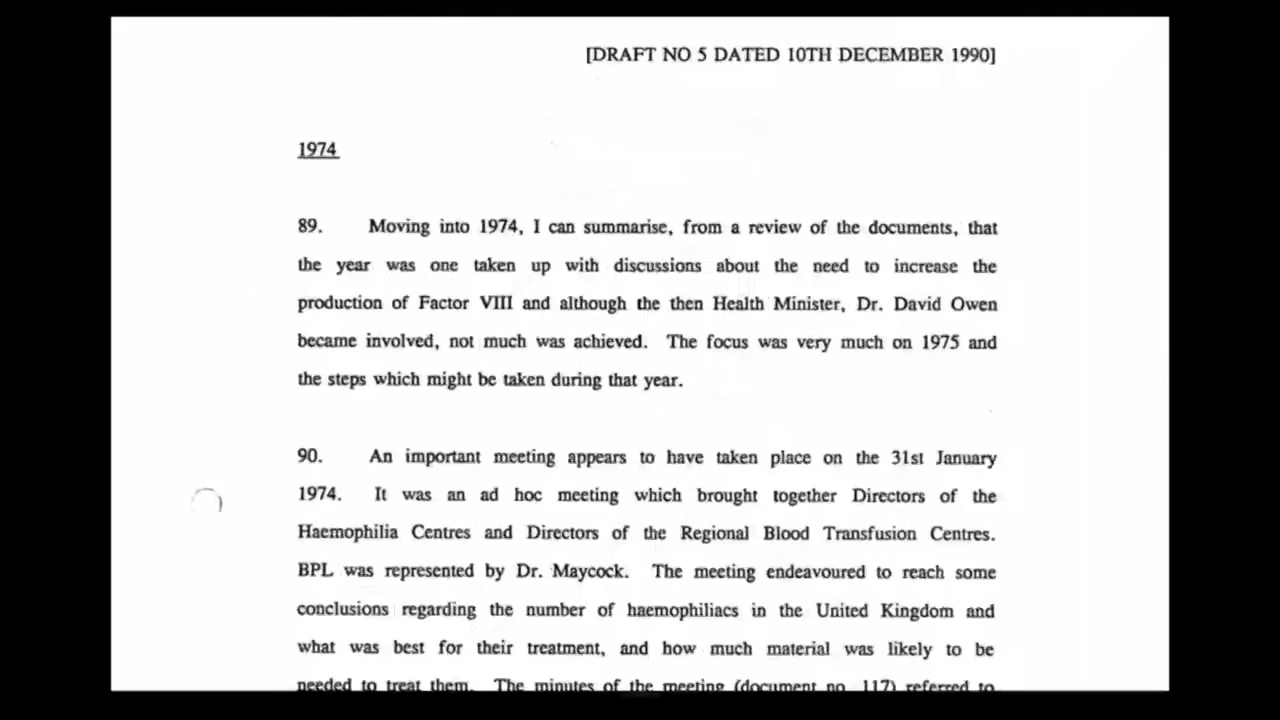 [DRAFT NO 5 DATED 10TH DECEMBER 1990]
1974
89. Moving into 1974, I can summarise, from a review of the documents, that
the year was one taken up with discussions about the need to increase the
production of Factor VIII and although the then Health Minister, Dr. David Owen
became involved, not much was achieved. The focus was very much on 1975 and
the steps which might be taken during that year.
90. An important meeting appears to have taken place on the 31st January
1974. It was an ad hoc meeting which brought together Directors of the
Haemophilia Centres and Directors of the Regional Blood Transfusion Centres.
BPL was represented by Dr. Maycock. The meeting endeavoured to reach some
conclusions regarding the number of haemophiliacs in the United Kingdom and
what was best for their treatment, and how much material was likely to be
needed to treat them. The minutes of the meeting (document no. 117) referred to